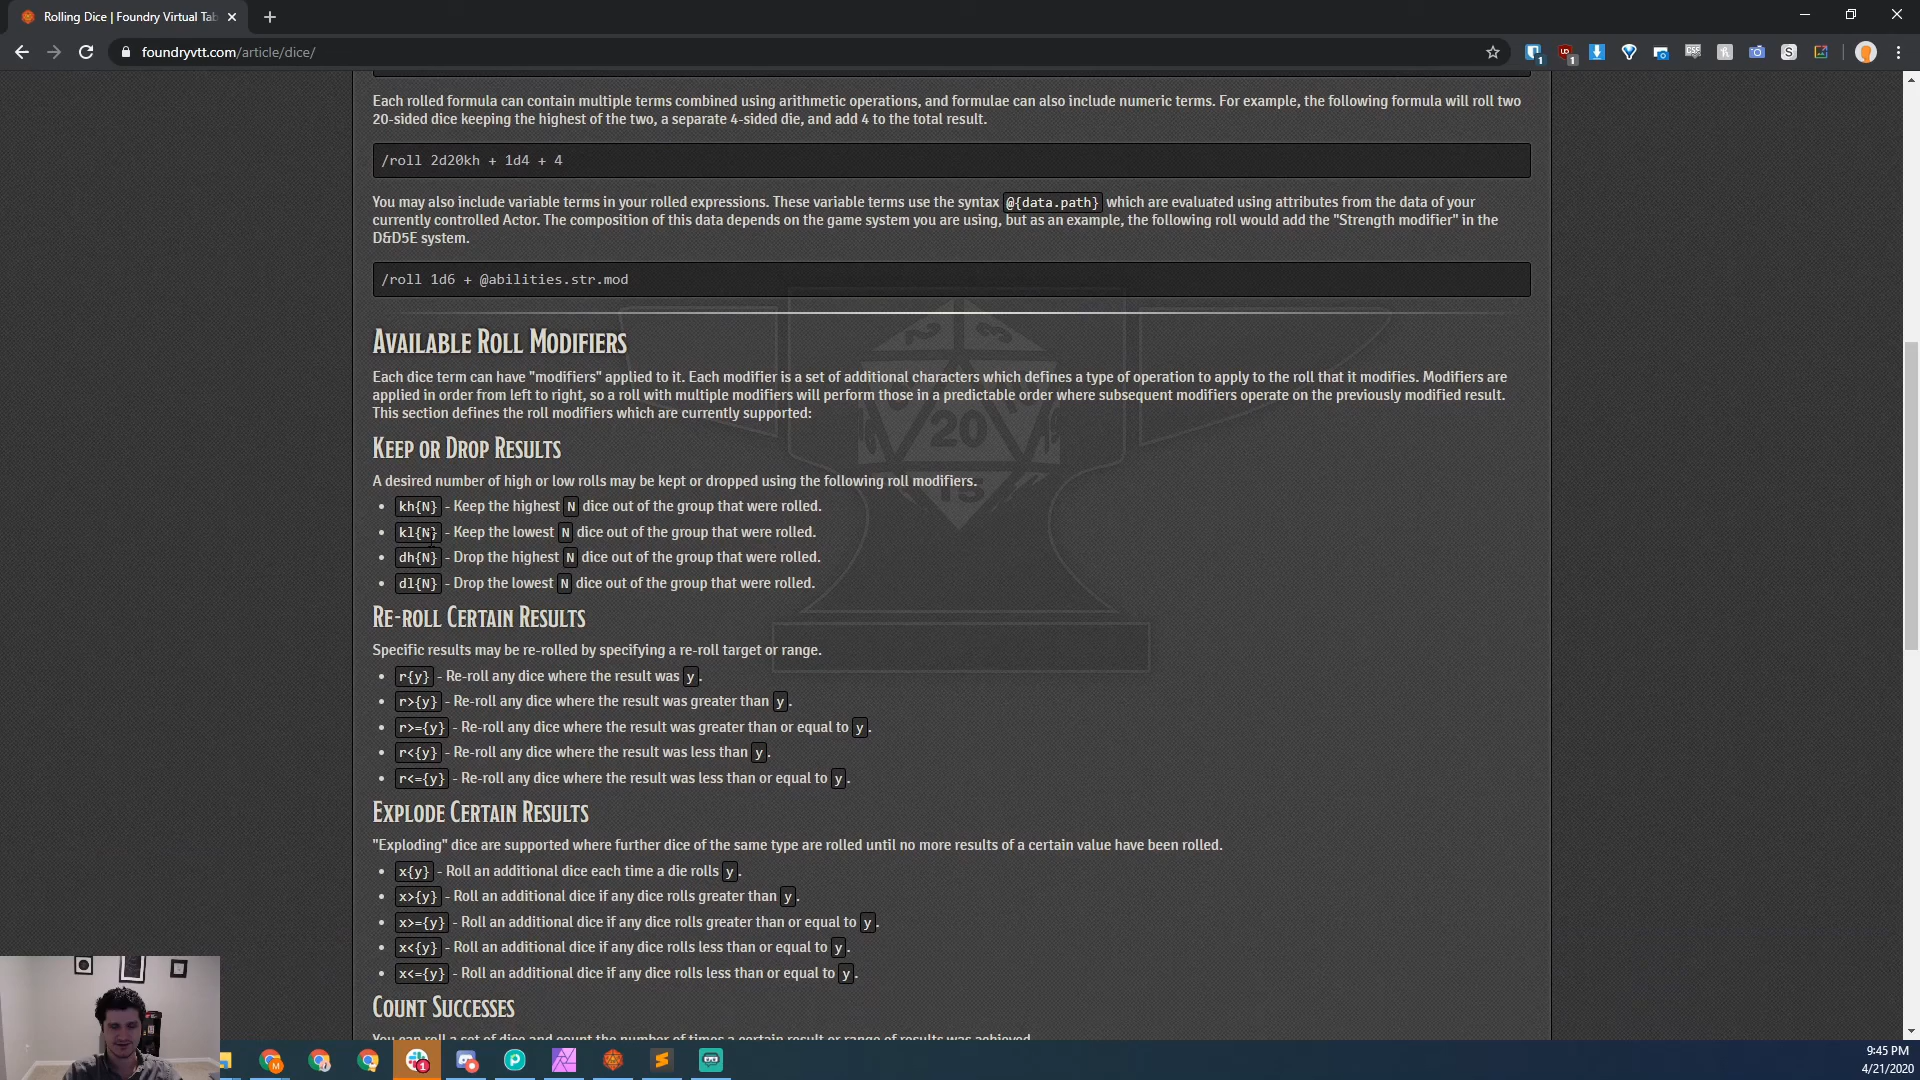 Rolling Dice | Foundry Virtual Tab
foundryvtt.com/article/dice/
Each rolled formula can contain multiple terms combined using arithmetic operations, and formulae can also include numeric terms. For example, the following formula will roll two
20-sided dice keeping the highest of the two, a separate 4-sided die, and add 4 to the total result.
/roll 2d20kh + 1d4 + 4
You may also include variable terms in your rolled expressions. These variable terms use the syntax @{data.path} which are evaluated using attributes from the data of your
currently controlled Actor. The composition of this data depends on the game system you are using, but as an example, the following roll would add the "Strength modifier" in the
D&D5E system.
/roll 1d6 + @abilities.str.mod
Available Roll Modifiers
Each dice term can have "modifiers" applied to it. Each modifier is a set of additional characters which defines a type of operation to apply to the roll that it modifies. Modifiers are
applied in order from left to right, so a roll with multiple modifiers will perform those in a predictable order where subsequent modifiers operate on the previously modified result.
This section defines the roll modifiers which are currently supported:
Keep or Drop Results
A desired number of high or low rolls may be kept or dropped using the following roll modifiers.
• kh{N} - Keep the highest N dice out of the group that were rolled.
• kl{N} - Keep the lowest N dice out of the group that were rolled.
• dh{N} - Drop the highest N dice out of the group that were rolled.
• dl{N} - Drop the lowest N dice out of the group that were rolled.
Re-roll Certain Results
Specific results may be re-rolled by specifying a re-roll target or range.
• r{y} - Re-roll any dice where the result was y.
• r>{y} - Re-roll any dice where the result was greater than y.
• r>={y} - Re-roll any dice where the result was greater than or equal to y.
• r<{y} - Re-roll any dice where the result was less than y.
• r<={y} - Re-roll any dice where the result was less than or equal to y.
Explode Certain Results
"Exploding" dice are supported where further dice of the same type are rolled until no more results of a certain value have been rolled.
• x{y} - Roll an additional dice each time a die rolls y.
• x>{y} - Roll an additional dice if any dice rolls greater than y.
• x>={y} - Roll an additional dice if any dice rolls greater than or equal to y.
• x<{y} - Roll an additional dice if any dice rolls less than or equal to y.
• x<={y} - Roll an additional dice if any dice rolls less than or equal to y.
Count Successes
You can roll a set of dice and count the number of times a certain result or range of results was achieved.
20
9:45 PM
4/21/2020